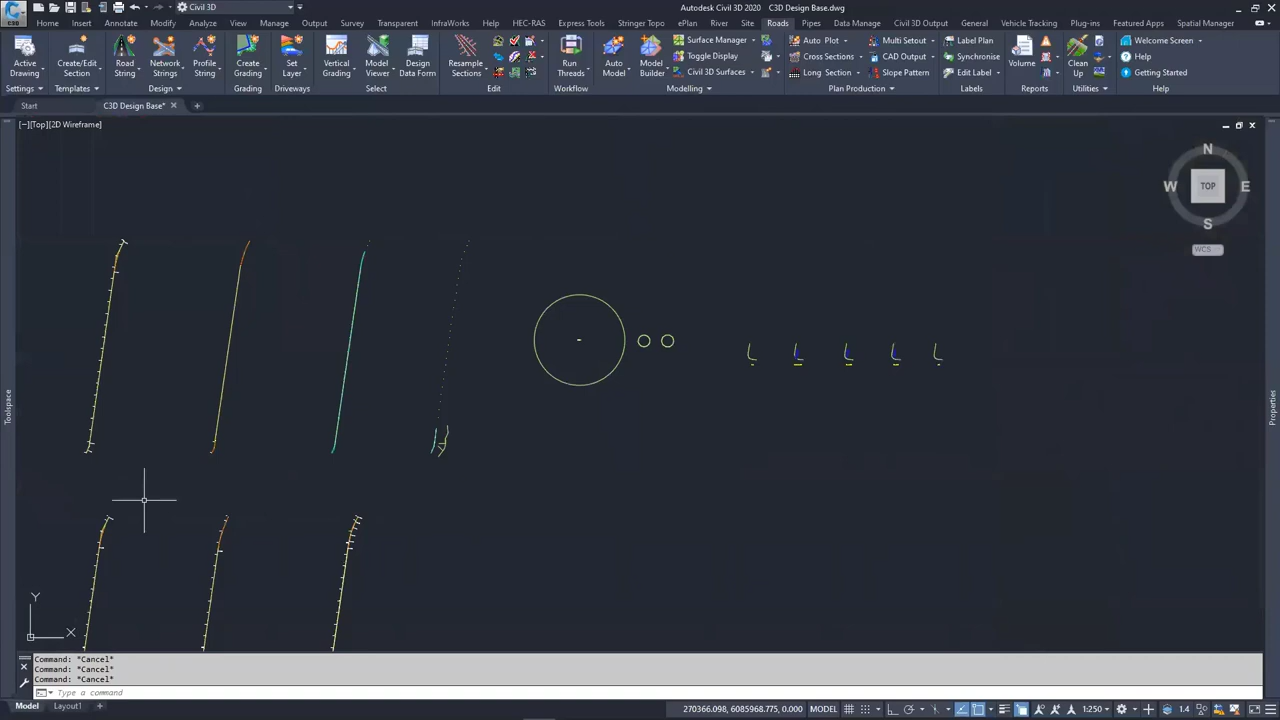 C3D
Civil 3D
Autodesk Civil 3D 2020 C3D Design Base.dwg
Home Insert Annotate Modify Analyze View Manage Output Survey Transparent InfraWorks Help HEC-RAS Express Tools Stringer Topo ePlan River Site Roads Pipes Data Manager Civil 3D Output General Vehicle Tracking Plug-ins Featured Apps Spatial Manager
Active Drawing
Create/Edit Section
Road String
Network Strings
Profile String
Create Grading
Set Layer
Vertical Grading
Model Viewer
Design Data Form
Resample Sections
Run Threads
Auto Model
Model Builder
Surface Manager
Toggle Display
Civil 3D Surfaces
Auto Plot
Cross Sections
Long Section
Multi Setout
CAD Output
Slope Pattern
Label Plan
Synchronise
Edit Label
Volume
Clean Up
Welcome Screen
Help
Getting Started
Settings Templates Design Grading Driveways Select Edit Workflow Modelling Plan Production Labels Reports Utilities Help
Start C3D Design Base*
[−][Top][2D Wireframe]
N
W TOP E
S
WCS
Toolspace
Properties
Y
X
Command: *Cancel*
Command: *Cancel*
Command: *Cancel*
Type a command
Model Layout1
270366.098, 6085968.775, 0.000 MODEL 1:250 1.4